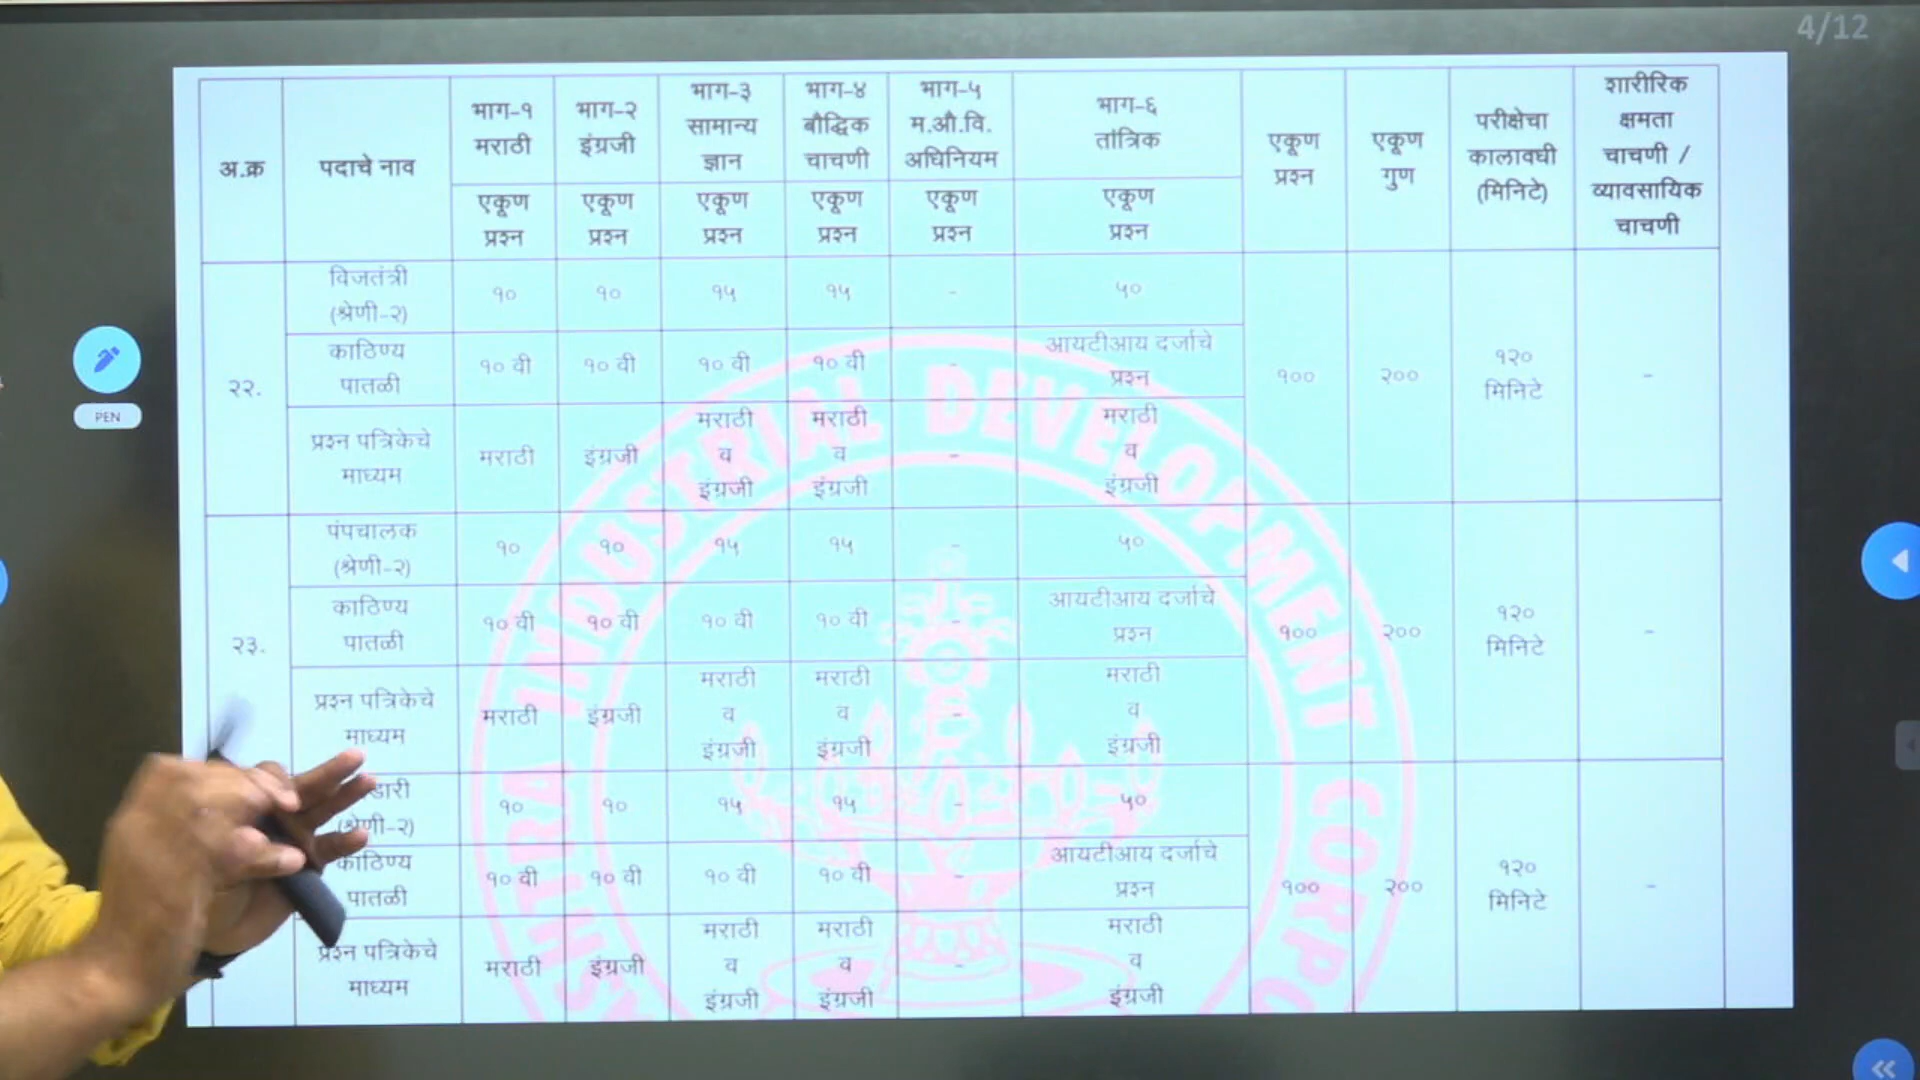 4/12
अ.क्र
पदाचे नाव
भाग-१
मराठी
भाग-२
इंग्रजी
भाग-३
सामान्य
ज्ञान
भाग-४
बौद्धिक
चाचणी
भाग-५
म.औ.वि.
अधिनियम
भाग-६
तांत्रिक
एकूण
प्रश्न
एकूण
गुण
परीक्षेचा
कालावधी
(मिनिटे)
शारीरिक
क्षमता
चाचणी /
व्यावसायिक
चाचणी
एकूण
प्रश्न
एकूण
प्रश्न
एकूण
प्रश्न
एकूण
प्रश्न
एकूण
प्रश्न
एकूण
प्रश्न
२२.
विजतंत्री
(श्रेणी-२)
१०
१०
१५
१५
-
५०
काठिण्य
पातळी
१० वी
१० वी
१० वी
१० वी
-
आयटीआय दर्जाचे
प्रश्न
प्रश्न पत्रिकेचे
माध्यम
मराठी
इंग्रजी
मराठी
व
इंग्रजी
मराठी
व
इंग्रजी
-
मराठी
व
इंग्रजी
१००
२००
१२०
मिनिटे
-
२३.
पंपचालक
(श्रेणी-२)
१०
१०
१५
१५
-
५०
काठिण्य
पातळी
१० वी
१० वी
१० वी
१० वी
-
आयटीआय दर्जाचे
प्रश्न
प्रश्न पत्रिकेचे
माध्यम
मराठी
इंग्रजी
मराठी
व
इंग्रजी
मराठी
व
इंग्रजी
-
मराठी
व
इंग्रजी
१००
२००
१२०
मिनिटे
-
(श्रेणी-२)
१०
१०
१५
१५
-
५०
काठिण्य
पातळी
१० वी
१० वी
१० वी
१० वी
-
आयटीआय दर्जाचे
प्रश्न
प्रश्न पत्रिकेचे
माध्यम
मराठी
इंग्रजी
मराठी
व
इंग्रजी
मराठी
व
इंग्रजी
-
मराठी
व
इंग्रजी
१००
२००
१२०
मिनिटे
-
PEN
INDUSTRIAL DEVELOPMENT